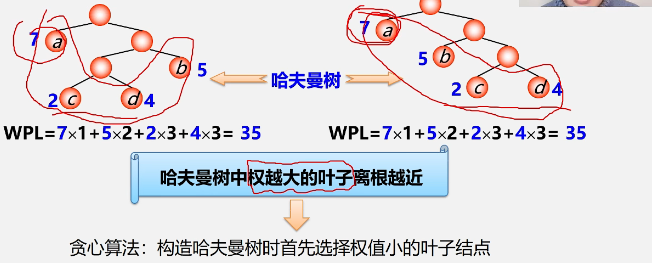 7 a
7 a
b 5
5 b
哈夫曼树
2 c d 4
2 c d 4
WPL=7×1+5×2+2×3+4×3= 35
WPL=7×1+5×2+2×3+4×3= 35
哈夫曼树中权越大的叶子离根越近
贪心算法：构造哈夫曼树时首先选择权值小的叶子结点